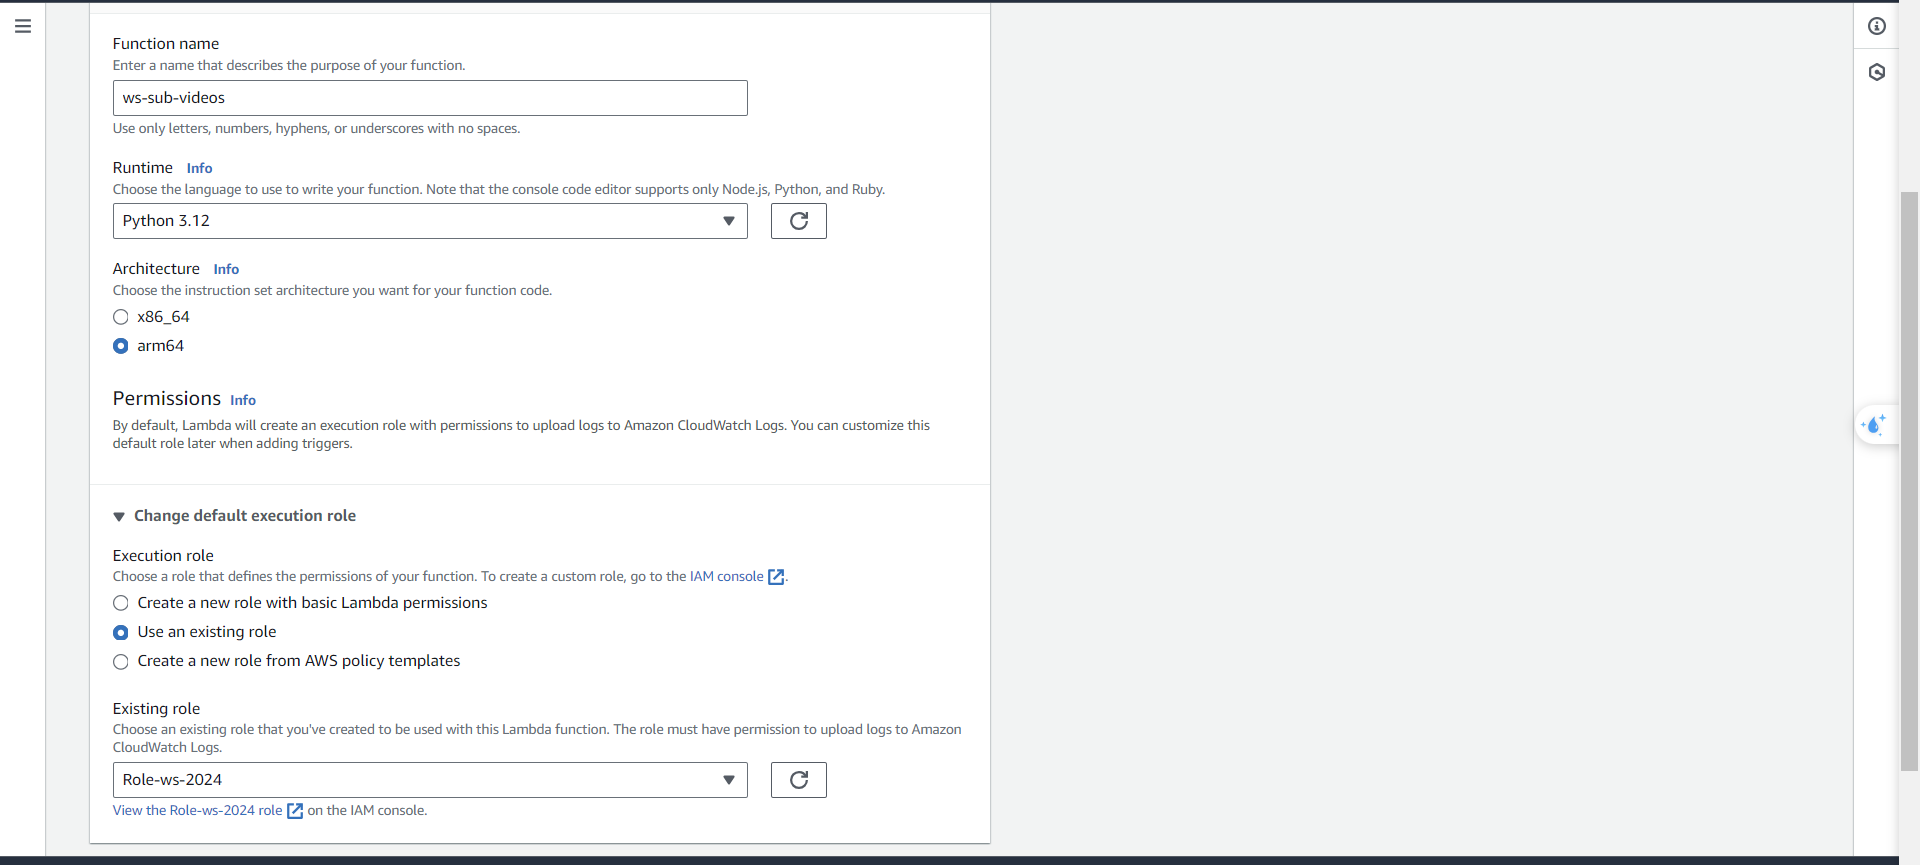 Function name
Enter a name that describes the purpose of your function.
ws-sub-videos
Use only letters, numbers, hyphens, or underscores with no spaces.
Runtime Info
Choose the language to use to write your function. Note that the console code editor supports only Node.js, Python, and Ruby.
Python 3.12
Architecture Info
Choose the instruction set architecture you want for your function code.
x86_64
arm64
Permissions Info
By default, Lambda will create an execution role with permissions to upload logs to Amazon CloudWatch Logs. You can customize this
default role later when adding triggers.
Change default execution role
Execution role
Choose a role that defines the permissions of your function. To create a custom role, go to the IAM console.
Create a new role with basic Lambda permissions
Use an existing role
Create a new role from AWS policy templates
Existing role
Choose an existing role that you've created to be used with this Lambda function. The role must have permission to upload logs to Amazon
CloudWatch Logs.
Role-ws-2024
View the Role-ws-2024 role on the IAM console.